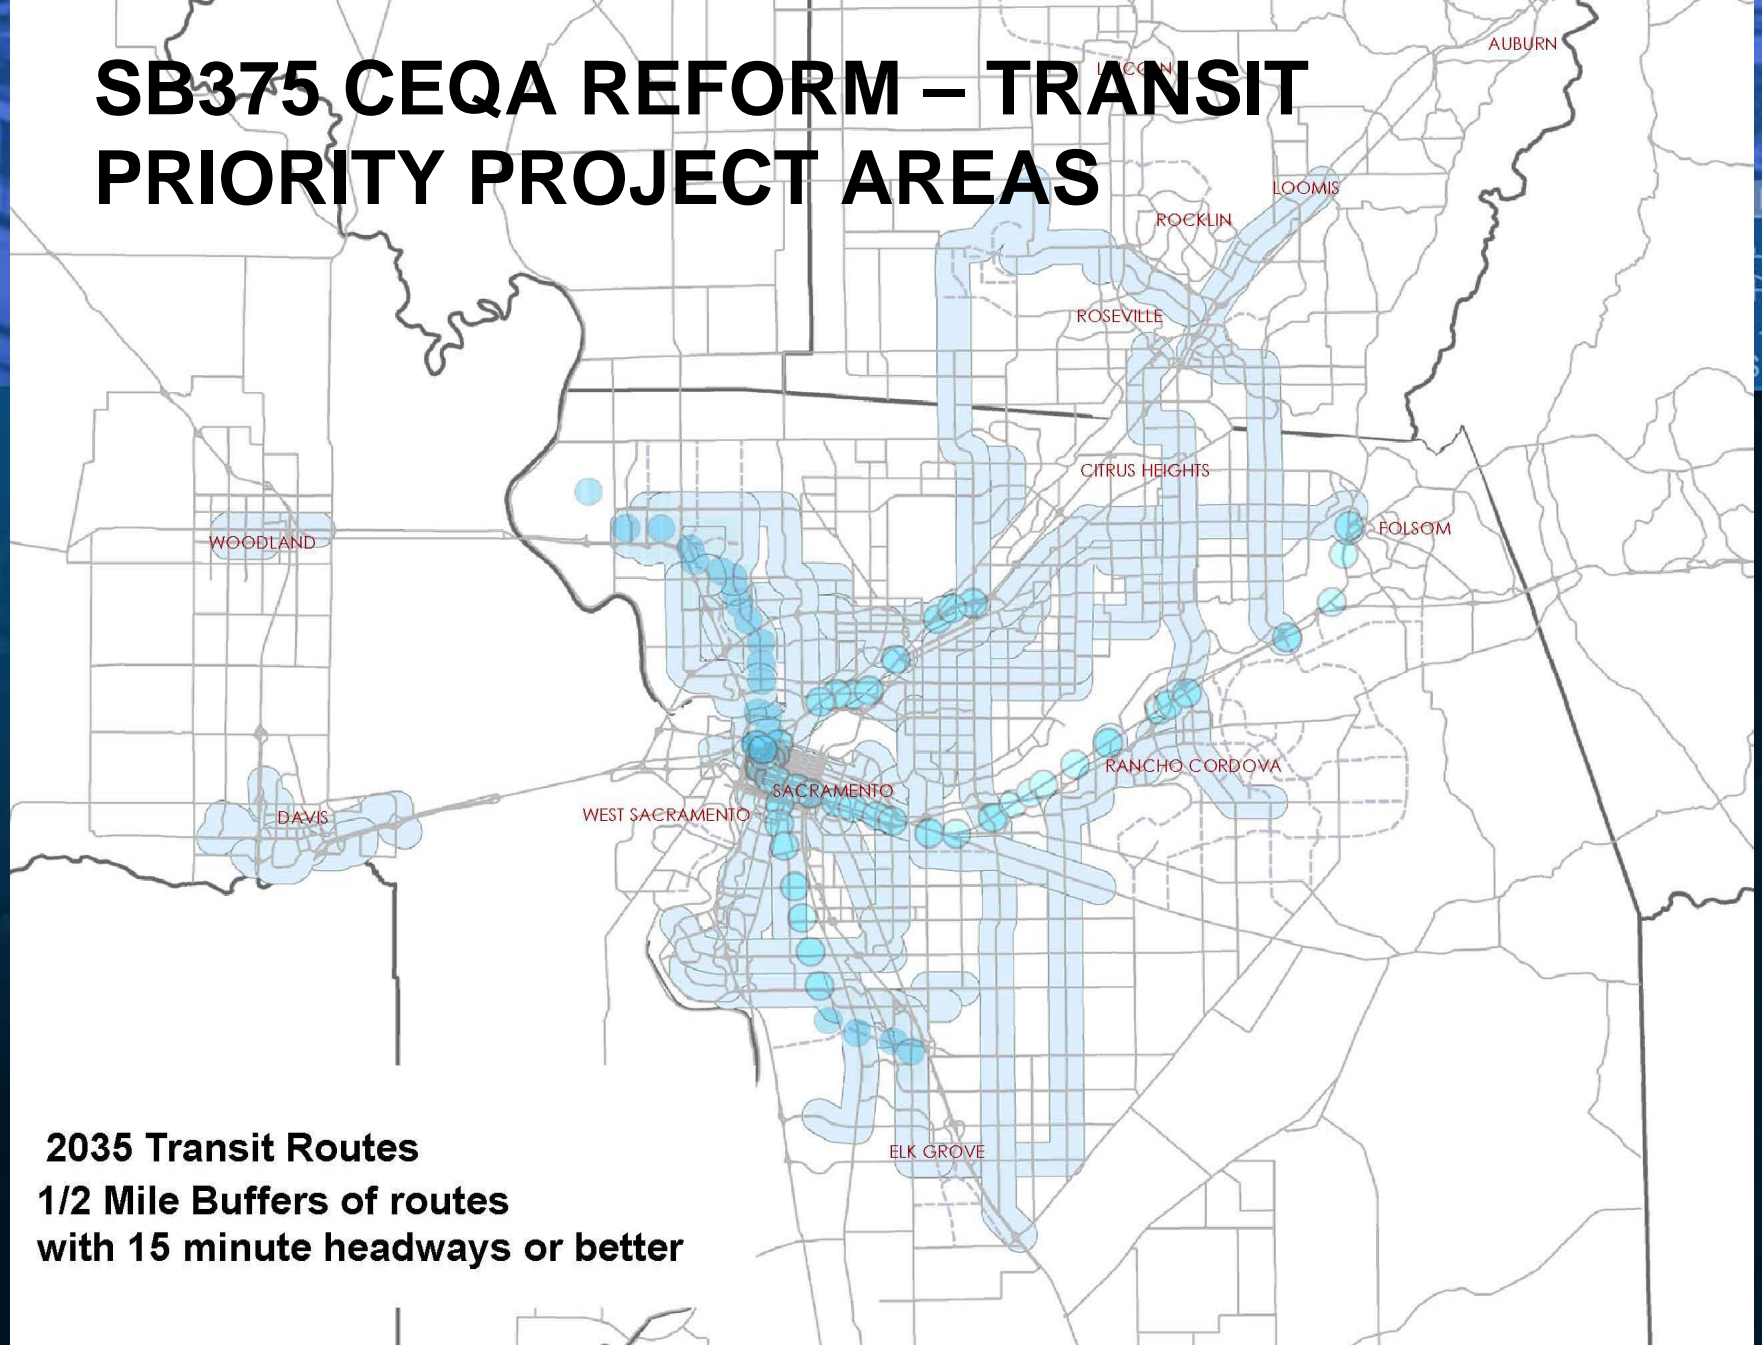 SB375 CEQA REFORM – TRANSIT
PRIORITY PROJECT AREAS
AUBURN
LINCOLN
LOOMIS
ROCKLIN
ROSEVILLE
CITRUS HEIGHTS
FOLSOM
WOODLAND
RANCHO CORDOVA
SACRAMENTO
WEST SACRAMENTO
DAVIS
ELK GROVE
2035 Transit Routes
1/2 Mile Buffers of routes
with 15 minute headways or better